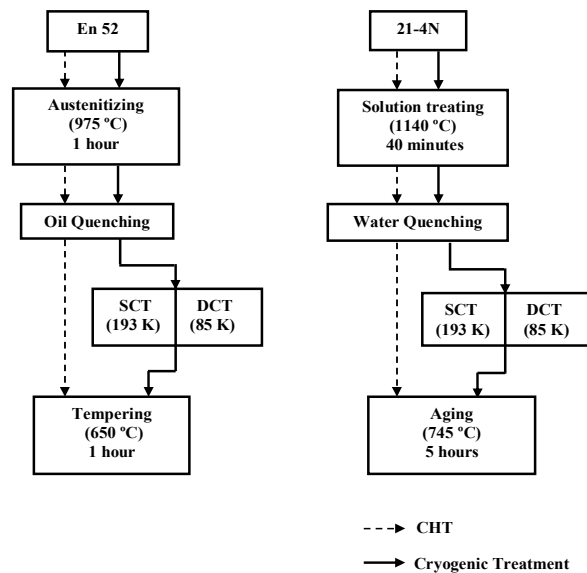 En 52
Austenitizing
(975 ºC)
1 hour
Oil Quenching
SCT
(193 K)
DCT
(85 K)
Tempering
(650 ºC)
1 hour
21-4N
Solution treating
(1140 ºC)
40 minutes
Water Quenching
SCT
(193 K)
DCT
(85 K)
Aging
(745 ºC)
5 hours
CHT
Cryogenic Treatment